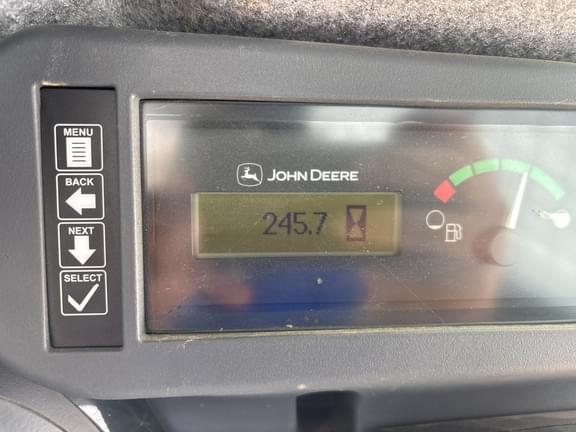 MENU
BACK
NEXT
SELECT
JOHN DEERE
245.7